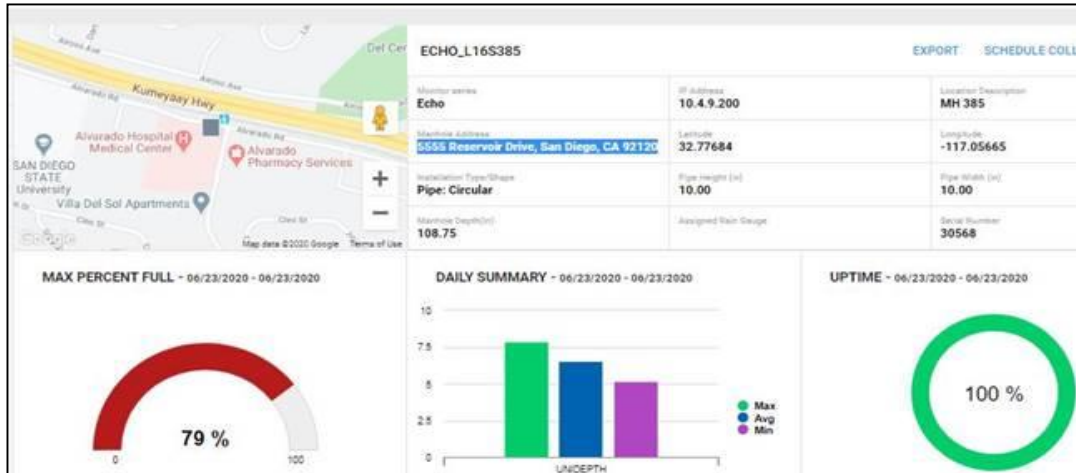 Kumeyaay Hwy
Alvarado Rd
Alvarado Hospital
Medical Center
Alvarado Rd
Alvarado
Pharmacy Services
SAN DIEGO
STATE
University
Villa Del Sol Apartments
Map data ©2020 Google Terms of Use
ECHO_L16S385
EXPORT SCHEDULE COLL
Monitor series
Echo
IP Address
10.4.9.200
Location Description
MH 385
Manhole Address
5555 Reservoir Drive, San Diego, CA 92120
Latitude
32.77684
Longitude
-117.05665
Installation Type/Shape
Pipe: Circular
Pipe Height (in)
10.00
Pipe Width (in)
10.00
Manhole Depth(in)
108.75
Assigned Rain Gauge
Serial Number
30568
MAX PERCENT FULL - 06/23/2020 - 06/23/2020
79 %
0 100
DAILY SUMMARY - 06/23/2020 - 06/23/2020
10
7.5
5
2.5
0
UNIDEPTH
Max
Avg
Min
UPTIME - 06/23/2020 - 06/23/2020
100 %